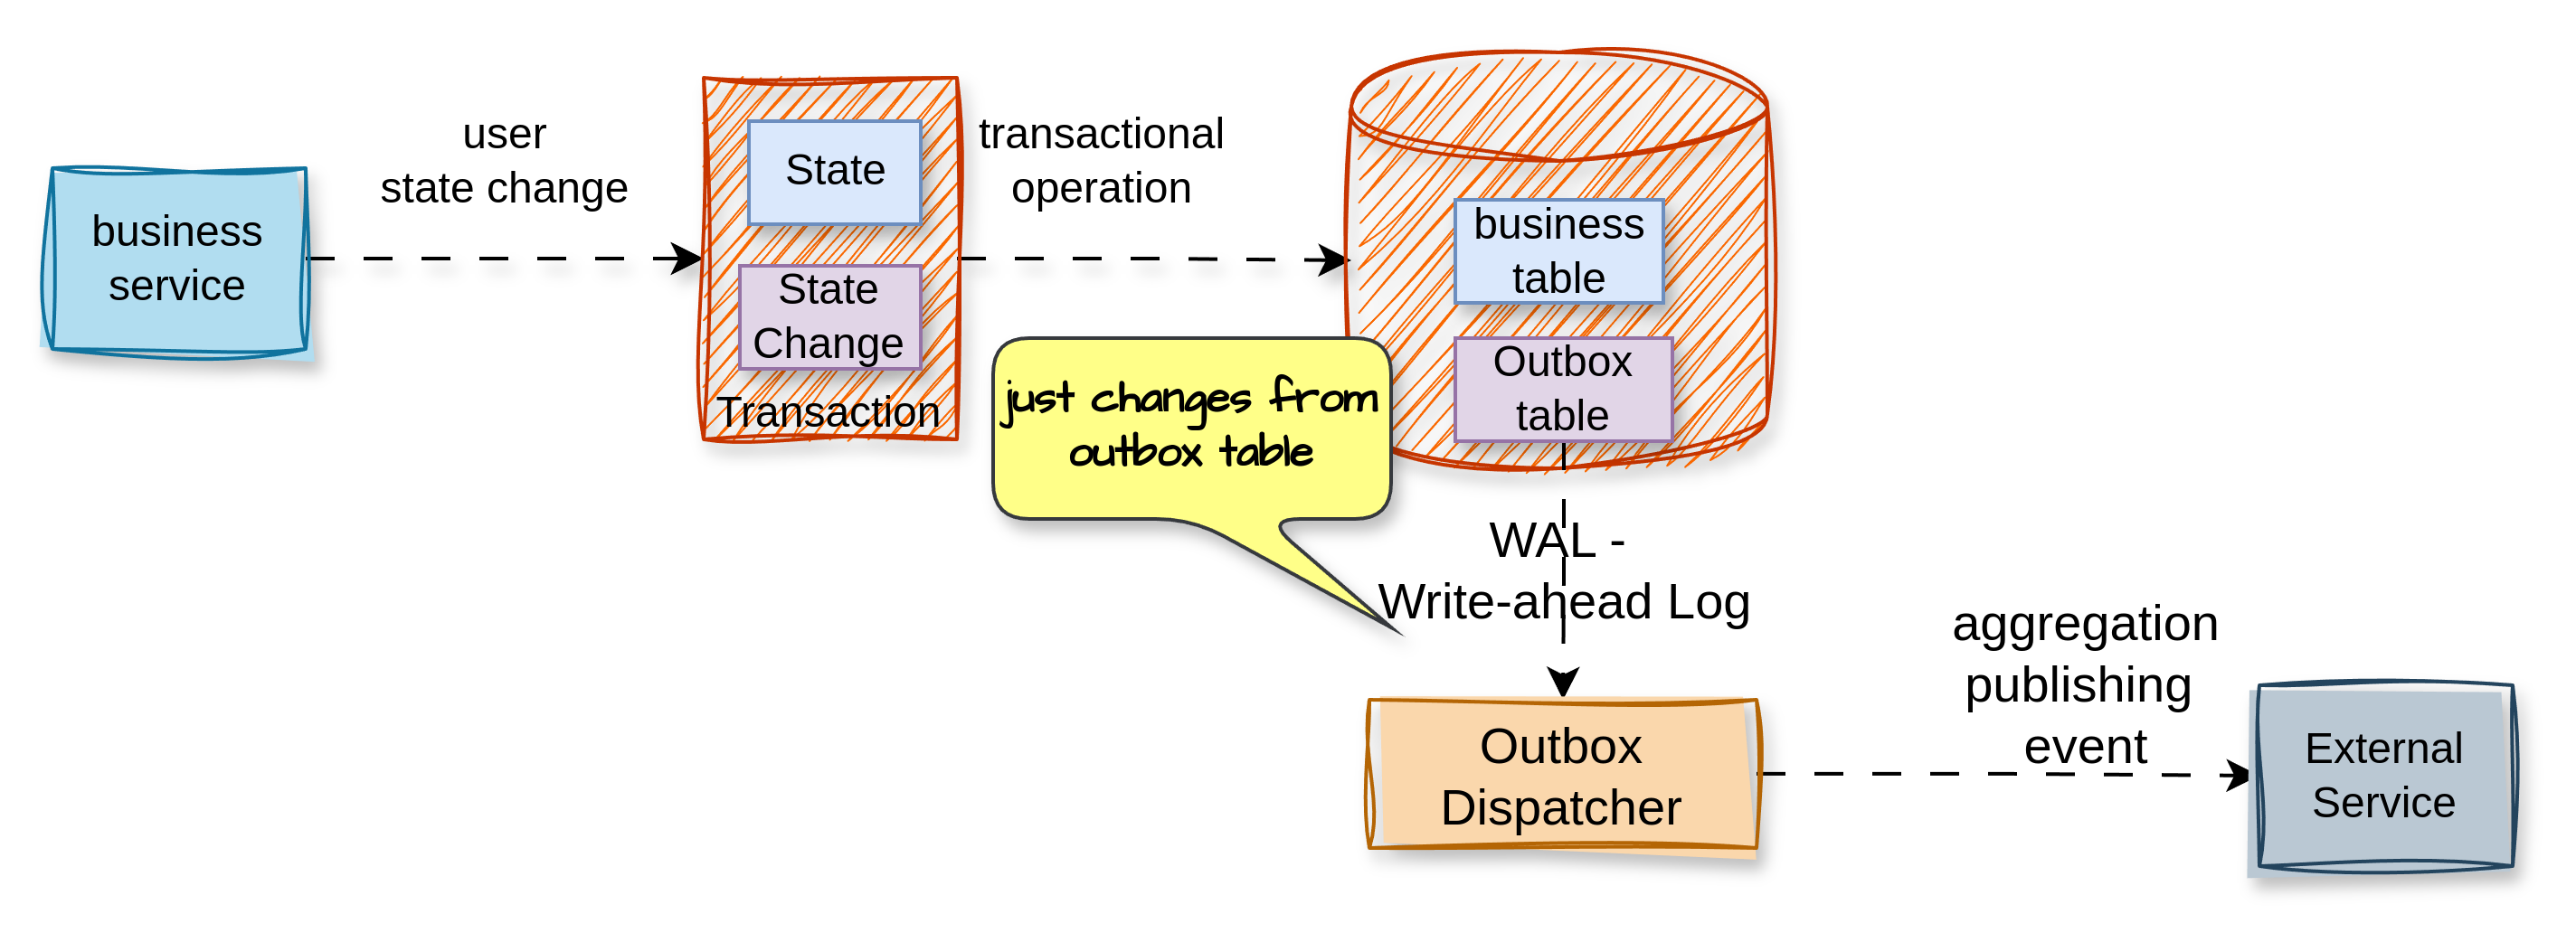 business
service
user
state change
State
State
Change
Transaction
transactional
operation
business
table
Outbox
table
just changes from
outbox table
WAL -
Write-ahead Log
Outbox
Dispatcher
aggregation
publishing
event
External
Service